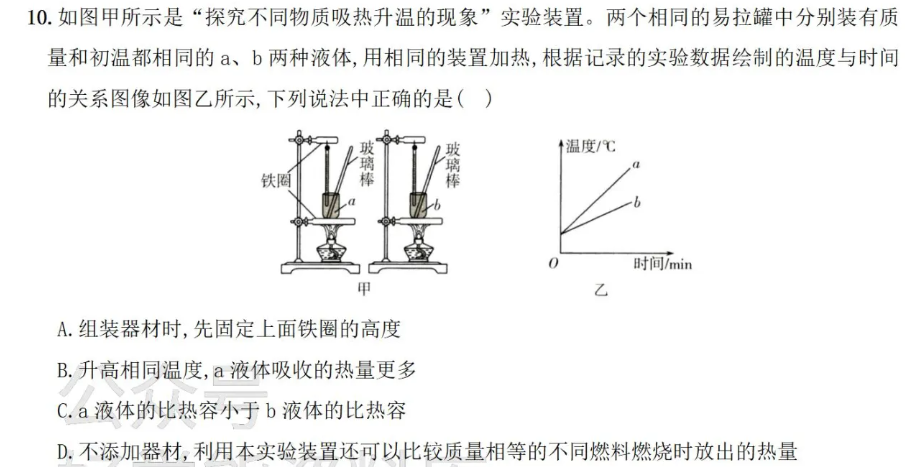 10. 如图甲所示是“探究不同物质吸热升温的现象”实验装置。两个相同的易拉罐中分别装有质
量和初温都相同的 a、b 两种液体,用相同的装置加热,根据记录的实验数据绘制的温度与时间
的关系图像如图乙所示,下列说法中正确的是(  )
铁圈
玻璃棒
a
玻璃棒
b
甲
温度/℃
a
b
O
时间/min
乙
A. 组装器材时,先固定上面铁圈的高度
B. 升高相同温度,a 液体吸收的热量更多
C. a 液体的比热容小于 b 液体的比热容
D. 不添加器材,利用本实验装置还可以比较质量相等的不同燃料燃烧时放出的热量
公众号